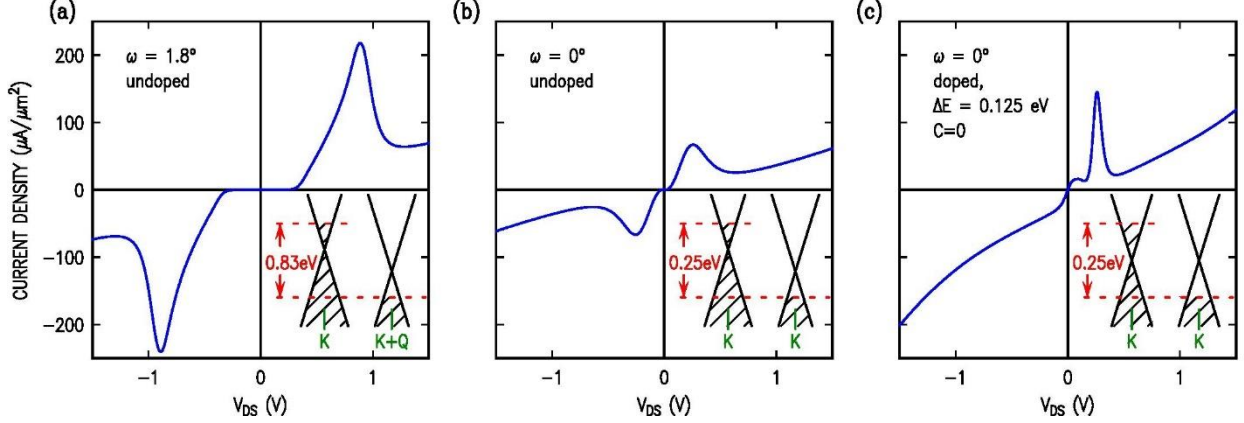 (a)
ω = 1.8°
undoped
0.83eV
K
K+Q
200
100
0
-100
-200
-1
0
1
CURRENT DENSITY (μA/μm²)
V_DS (V)
(b)
ω = 0°
undoped
0.25eV
K
K
-1
0
1
V_DS (V)
(c)
ω = 0°
doped,
ΔE = 0.125 eV
C=0
0.25eV
K
K
-1
0
1
V_DS (V)